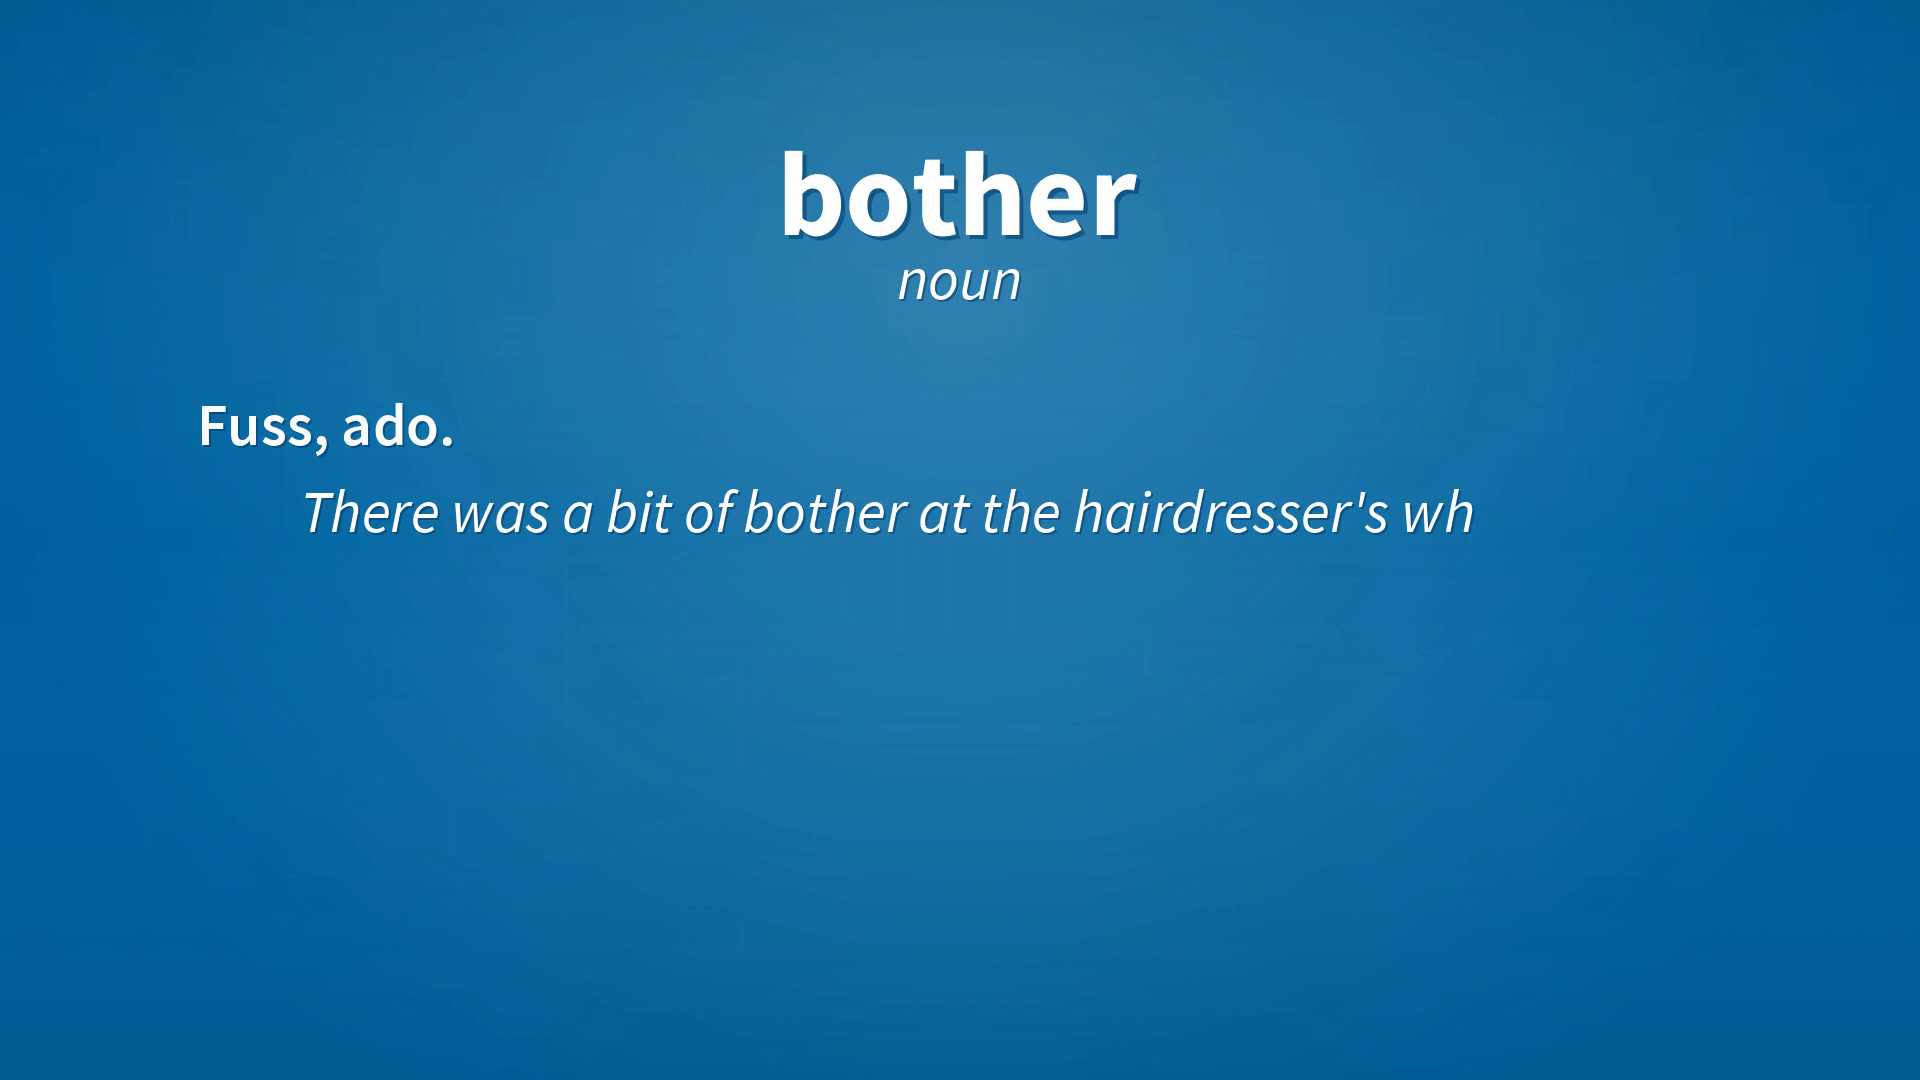 bother
noun
Fuss, ado.
There was a bit of bother at the hairdresser's wh